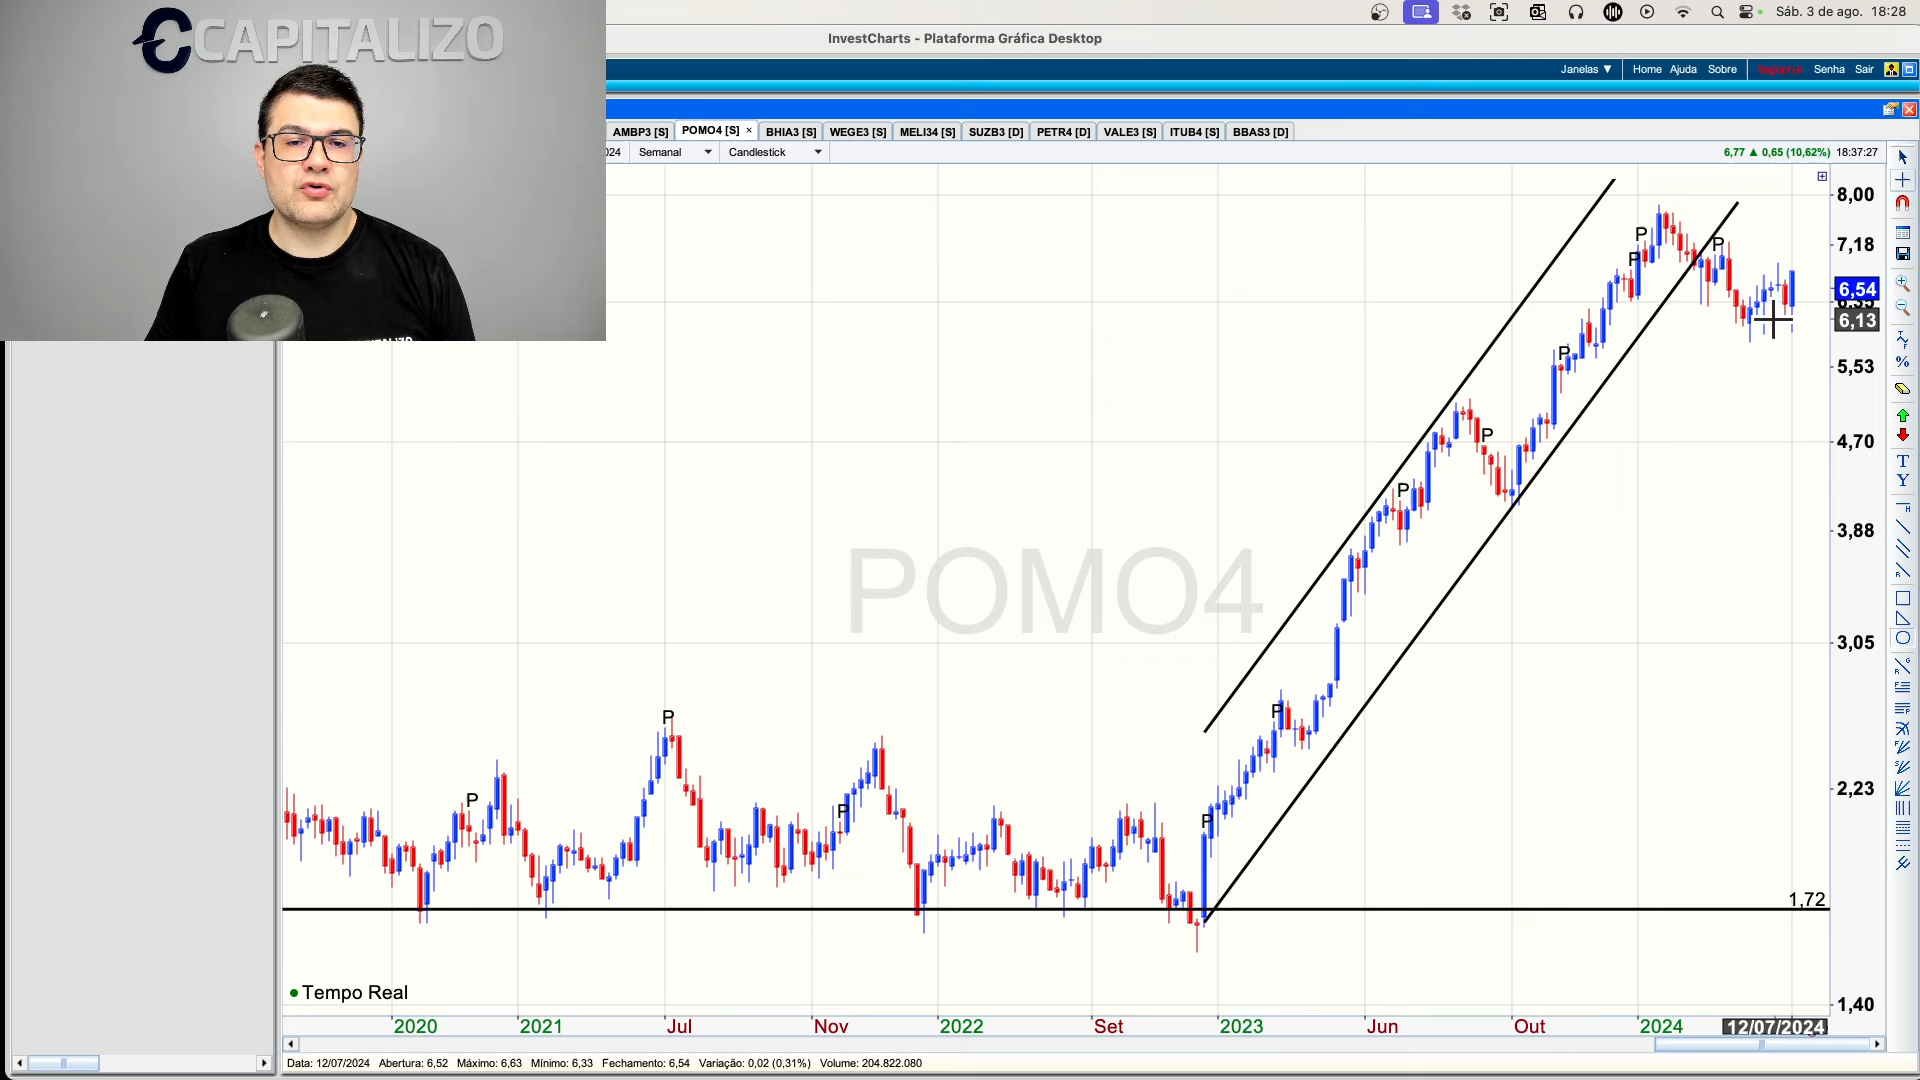 CAPITALIZO
Sáb. 3 de ago. 18:28
InvestCharts - Plataforma Gráfica Desktop
Janelas ▼ Home Ajuda Sobre Senha Sair
AMBP3 [S] POMO4 [S] × BHIA3 [S] WEGE3 [S] MELI34 [S] SUZB3 [D] PETR4 [D] VALE3 [D] ITUB4 [S] BBAS3 [D]
024 Semanal Candlestick 6,77 ▲ 0,65 (10,62%) 18:37:27
8,00
7,18
6,54
6,35
6,13
5,53
4,70
3,88
3,05
2,23
1,40
P
P
P
P
P
P
P
P
P
P
P
P
POMO4
1,72
Tempo Real
2020 2021 Jul Nov 2022 Set 2023 Jun Out 2024 12/07/2024
Data: 12/07/2024 Abertura: 6,52 Máximo: 6,63 Mínimo: 6,33 Fechamento: 6,54 Variação: 0,02 (0,31%) Volume: 204.822.080